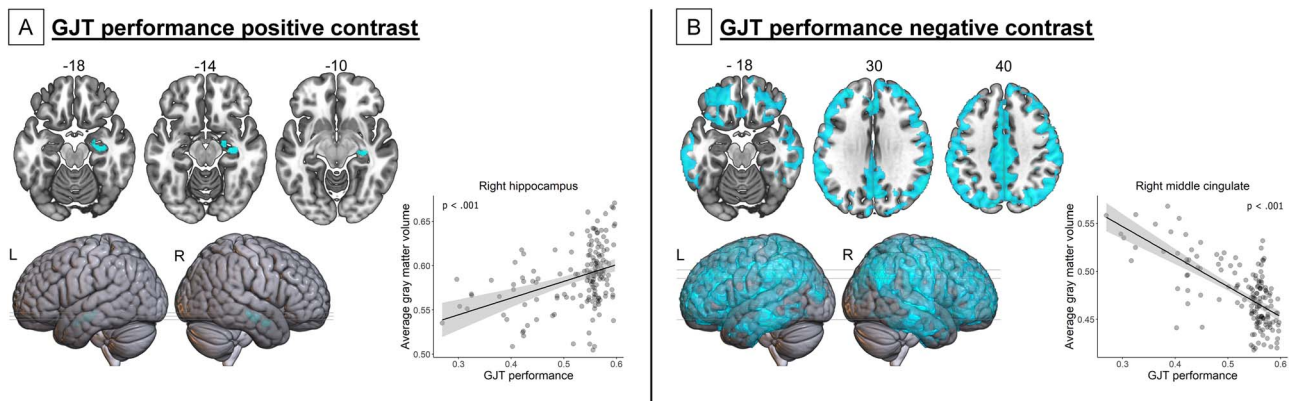 A GJT performance positive contrast
-18 -14 -10
L R
Right hippocampus
p < .001
Average gray matter volume
0.65
0.60
0.55
0.50
0.3 0.4 0.5 0.6
GJT performance
B GJT performance negative contrast
- 18 30 40
L R
Right middle cingulate
p < .001
Average gray matter volume
0.55
0.50
0.45
0.3 0.4 0.5 0.6
GJT performance